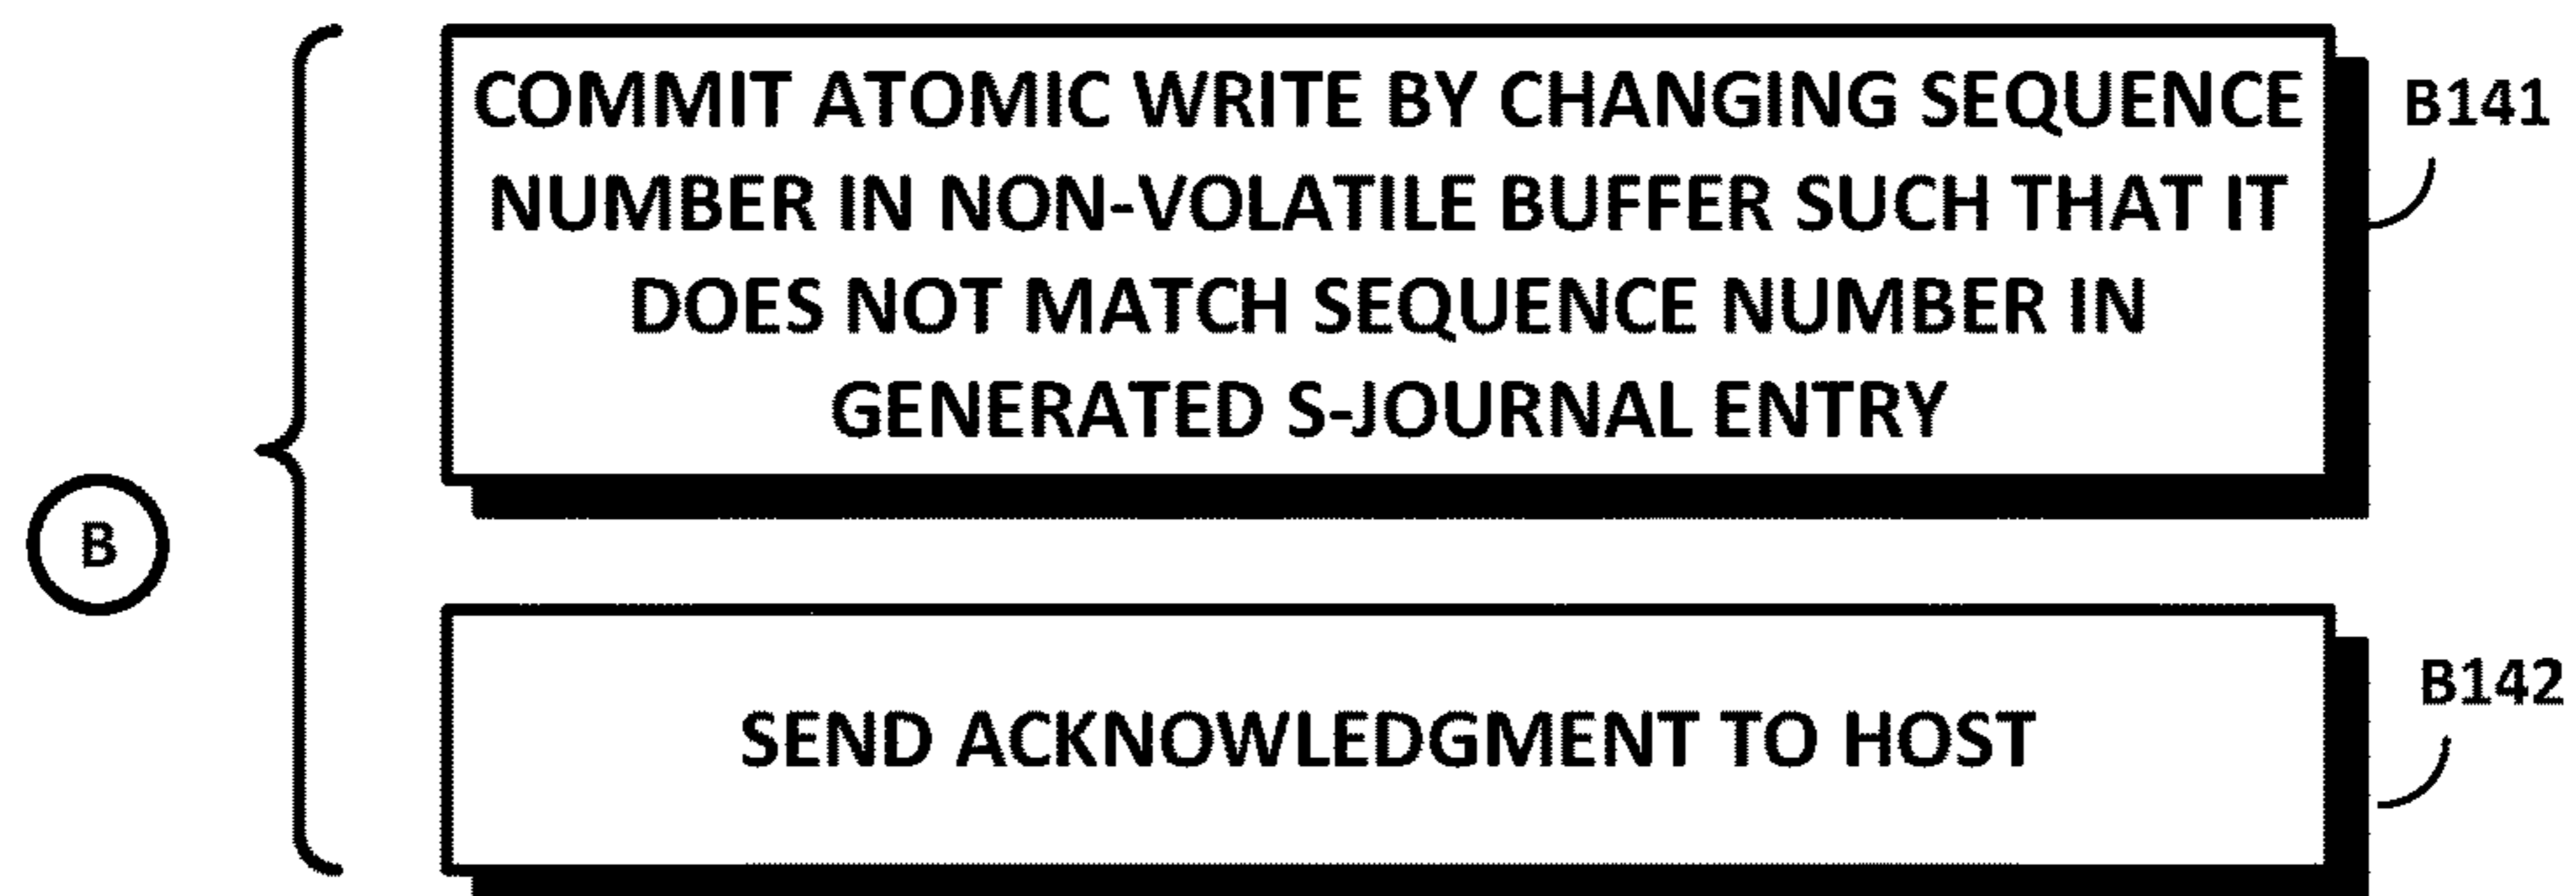 COMMIT ATOMIC WRITE BY CHANGING SEQUENCE
NUMBER IN NON-VOLATILE BUFFER SUCH THAT IT
DOES NOT MATCH SEQUENCE NUMBER IN
GENERATED S-JOURNAL ENTRY
B141
B
SEND ACKNOWLEDGMENT TO HOST
B142